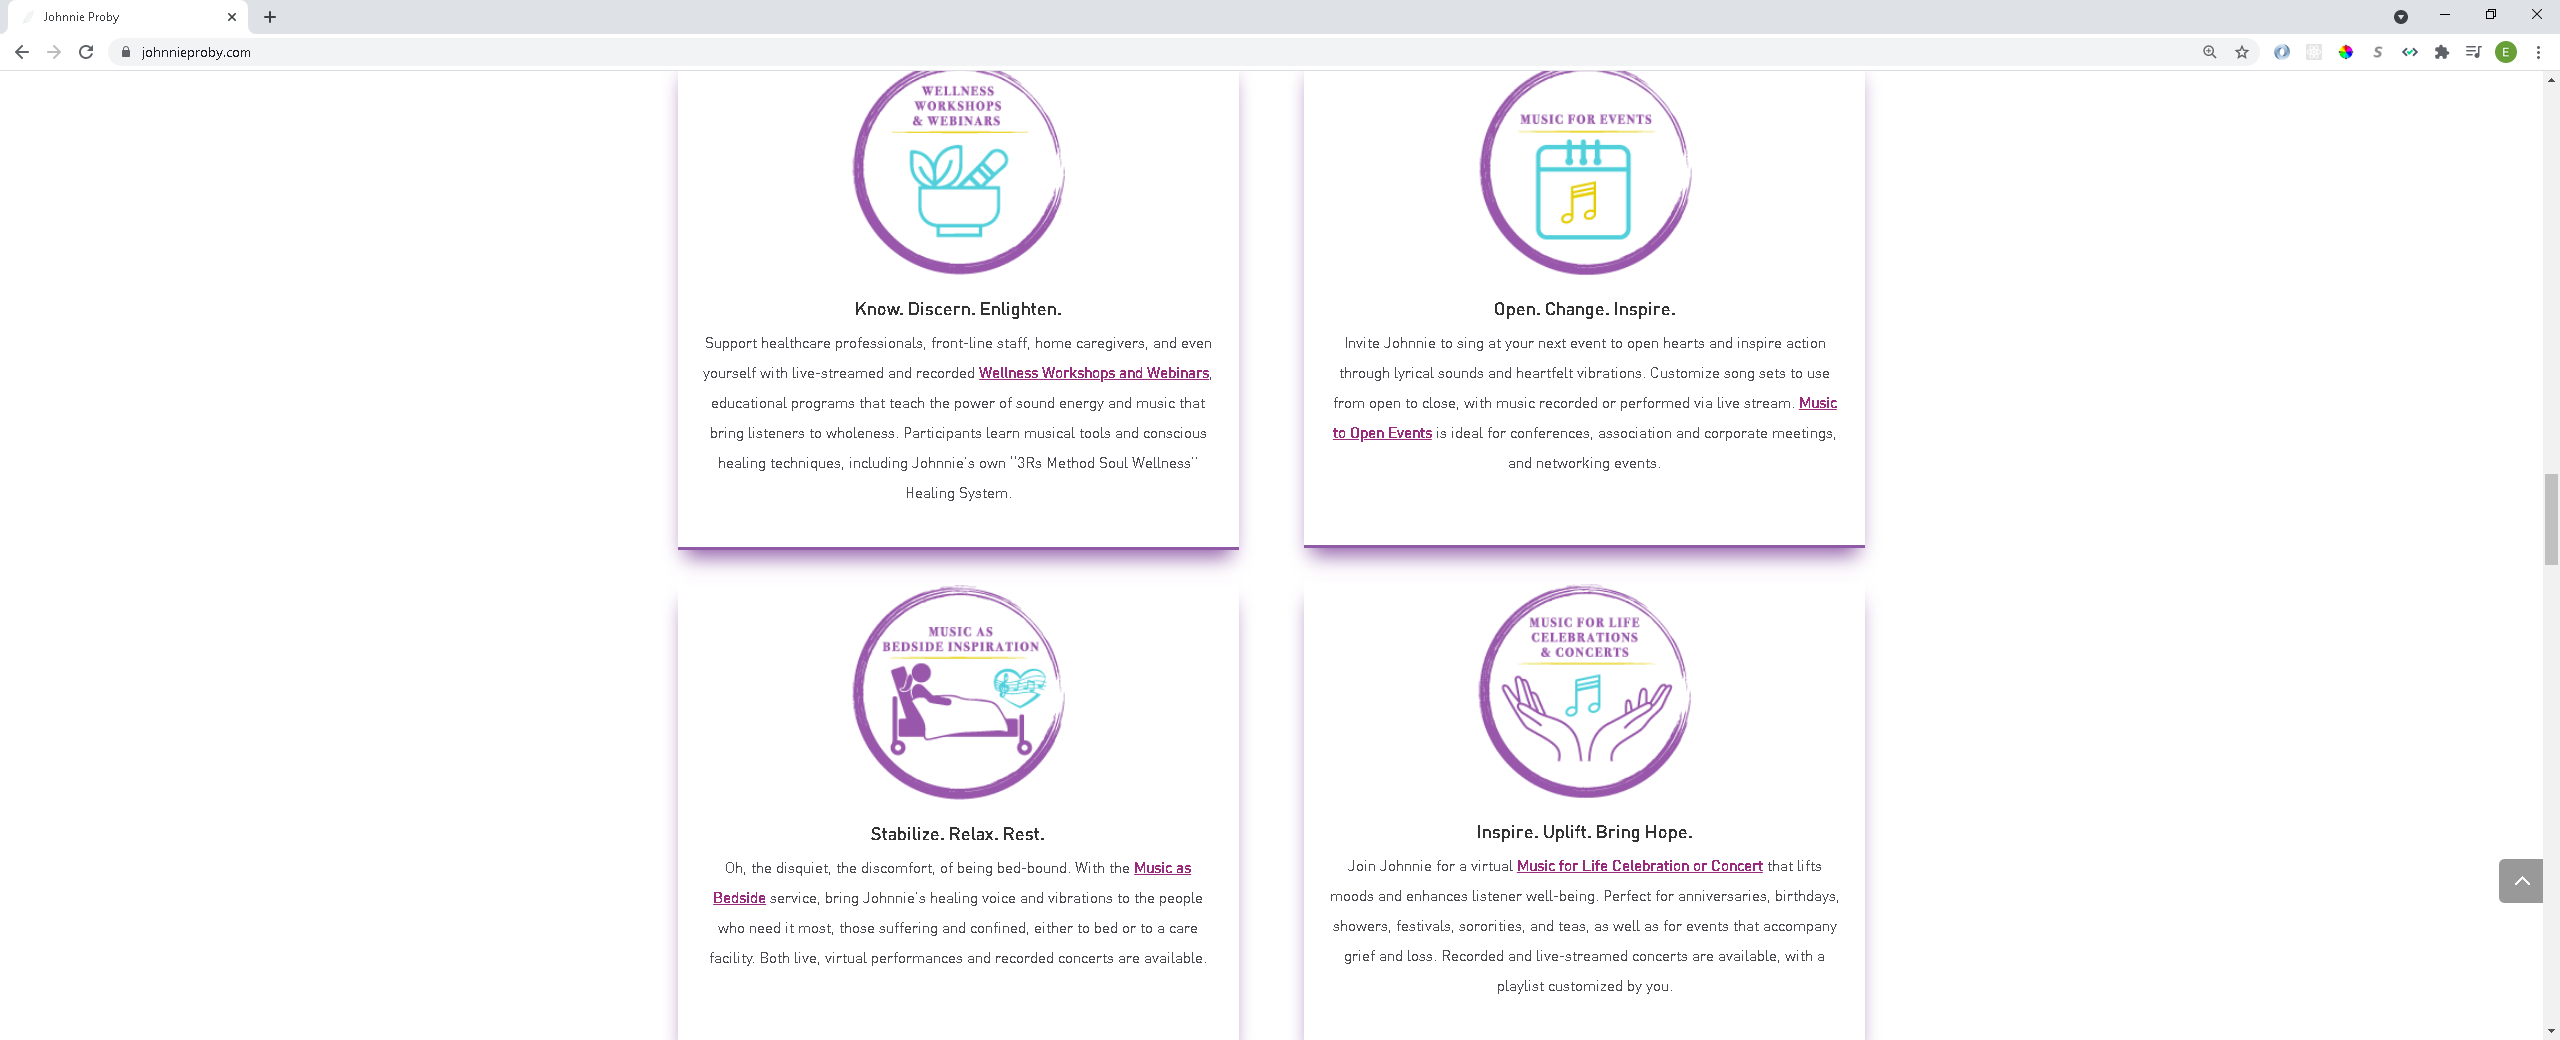 Johnnie Proby
johnnieproby.com
E
WELLNESS
WORKSHOPS
& WEBINARS
Know. Discern. Enlighten.
Support healthcare professionals, front-line staff, home caregivers, and even
yourself with live-streamed and recorded Wellness Workshops and Webinars,
educational programs that teach the power of sound energy and music that
bring listeners to wholeness. Participants learn musical tools and conscious
healing techniques, including Johnnie's own "3Rs Method Soul Wellness"
Healing System.
MUSIC FOR EVENTS
Open. Change. Inspire.
Invite Johnnie to sing at your next event to open hearts and inspire action
through lyrical sounds and heartfelt vibrations. Customize song sets to use
from open to close, with music recorded or performed via live stream. Music
to Open Events is ideal for conferences, association and corporate meetings,
and networking events.
MUSIC AS
BEDSIDE INSPIRATION
Stabilize. Relax. Rest.
Oh, the disquiet, the discomfort, of being bed-bound. With the Music as
Bedside service, bring Johnnie's healing voice and vibrations to the people
who need it most, those suffering and confined, either to bed or to a care
facility. Both live, virtual performances and recorded concerts are available.
MUSIC FOR LIFE
CELEBRATIONS
& CONCERTS
Inspire. Uplift. Bring Hope.
Join Johnnie for a virtual Music for Life Celebration or Concert that lifts
moods and enhances listener well-being. Perfect for anniversaries, birthdays,
showers, festivals, sororities, and teas, as well as for events that accompany
grief and loss. Recorded and live-streamed concerts are available, with a
playlist customized by you.